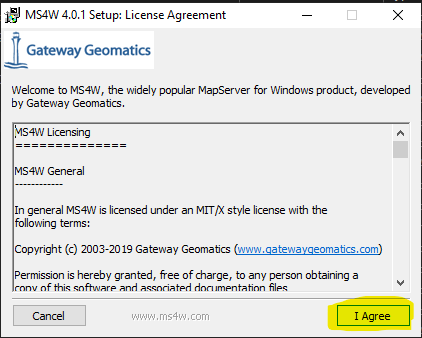 MS4W 4.0.1 Setup: License Agreement
Gateway Geomatics
Welcome to MS4W, the widely popular MapServer for Windows product, developed
by Gateway Geomatics.
MS4W Licensing
==============
MS4W General
------------
In general MS4W is licensed under an MIT/X style license with the
following terms:
Copyright (c) 2003-2019 Gateway Geomatics (www.gatewaygeomatics.com)
Permission is hereby granted, free of charge, to any person obtaining a
copy of this software and associated documentation files
Cancel
www.ms4w.com
I Agree